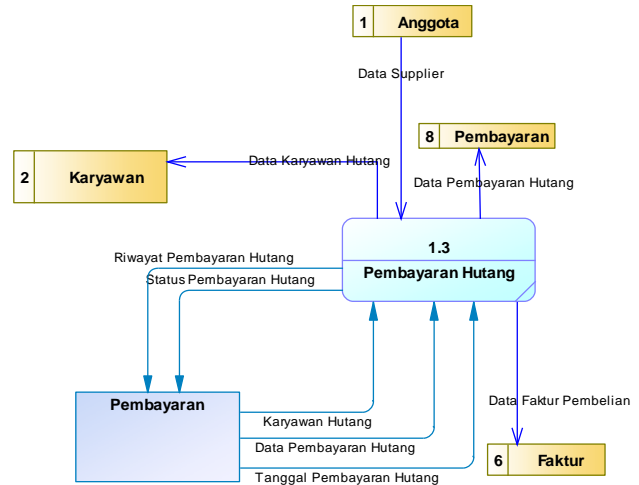 1 Anggota
Data Supplier
8 Pembayaran
Data Karyawan Hutang
2 Karyawan
Data Pembayaran Hutang
1.3
Pembayaran Hutang
Riwayat Pembayaran Hutang
Status Pembayaran Hutang
Pembayaran
Data Faktur Pembelian
Karyawan Hutang
Data Pembayaran Hutang
6 Faktur
Tanggal Pembayaran Hutang